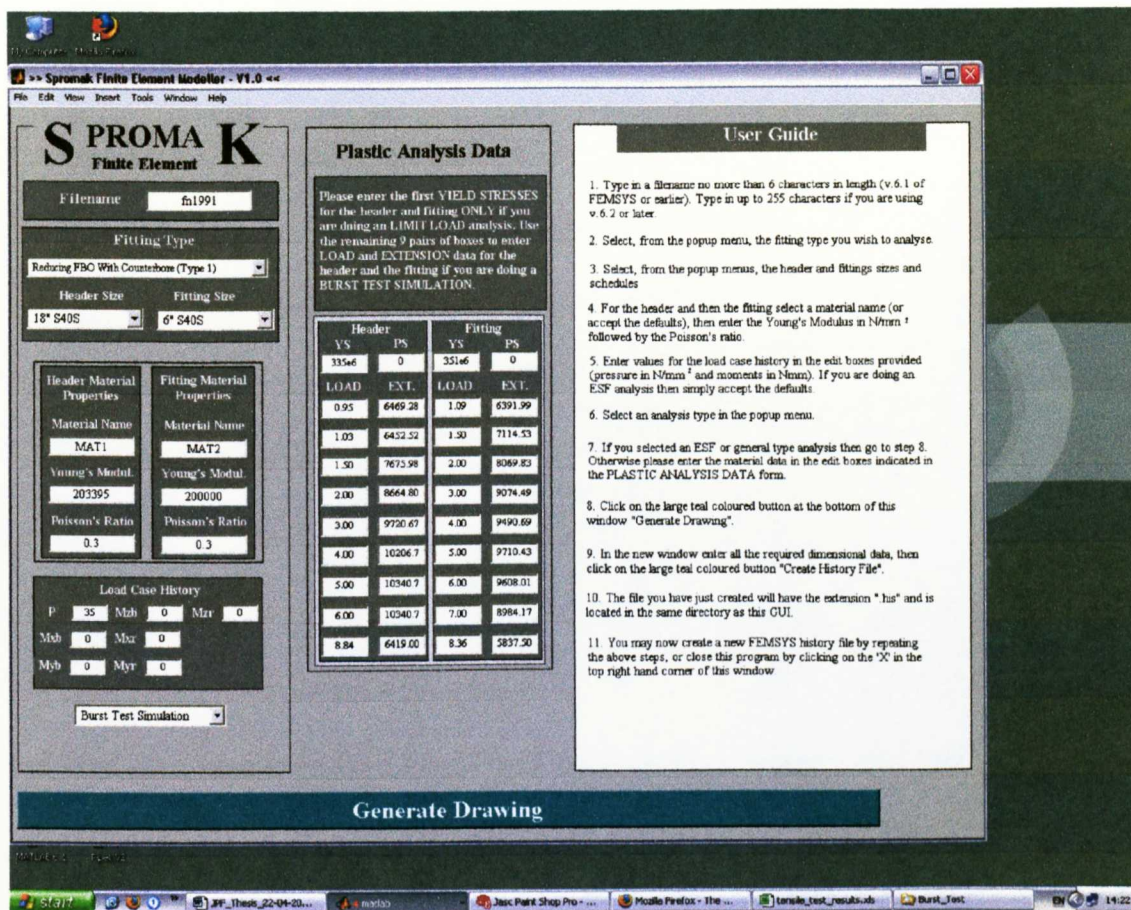 My Computer Mozilla Firefox
>> Spromak Finite Element Modeller - V1.0 <<
File Edit View Insert Tools Window Help
SPROMAK
Finite Element
Filename fn1991
Fitting Type
Reducing FBO With Counterbore (Type 1)
Header Size Fitting Size
18" S40S 6" S40S
Header Material Properties
Material Name
MAT1
Young's Modul.
203395
Poisson's Ratio
0.3
Fitting Material Properties
Material Name
MAT2
Young's Modul.
200000
Poisson's Ratio
0.3
Load Case History
P 35 Mzb 0 Mzr 0
Mxb 0 Mxr 0
Myb 0 Myr 0
Burst Test Simulation
Plastic Analysis Data
Please enter the first YIELD STRESSES
for the header and fitting ONLY if you
are doing an LIMIT LOAD analysis. Use
the remaining 9 pairs of boxes to enter
LOAD and EXTENSION data for the
header and the fitting if you are doing a
BURST TEST SIMULATION.
Header Fitting
YS PS YS PS
335e6 0 351e6 0
LOAD EXT. LOAD EXT.
0.95 6469.28 1.09 6391.99
1.03 6452.52 1.50 7114.53
1.50 7675.98 2.00 8069.83
2.00 8664.80 3.00 9074.49
3.00 9720.67 4.00 9490.69
4.00 10206.7 5.00 9710.43
5.00 10340.7 6.00 9608.01
6.00 10340.7 7.00 8984.17
8.84 6419.00 8.36 5837.50
User Guide
1. Type in a filename no more than 6 characters in length (v.6.1 of
FEMSYS or earlier). Type in up to 255 characters if you are using
v.6.2 or later.
2. Select, from the popup menu, the fitting type you wish to analyse.
3. Select, from the popup menus, the header and fittings sizes and
schedules
4. For the header and then the fitting select a material name (or
accept the defaults), then enter the Young's Modulus in N/mm²
followed by the Poisson's ratio.
5. Enter values for the load case history in the edit boxes provided
(pressure in N/mm² and moments in Nmm). If you are doing an
ESF analysis then simply accept the defaults.
6. Select an analysis type in the popup menu.
7. If you selected an ESF or general type analysis then go to step 8.
Otherwise please enter the material data in the edit boxes indicated in
the PLASTIC ANALYSIS DATA form.
8. Click on the large teal coloured button at the bottom of this
window "Generate Drawing".
9. In the new window enter all the required dimensional data, then
click on the large teal coloured button "Create History File".
10. The file you have just created will have the extension ".his" and is
located in the same directory as this GUI.
11. You may now create a new FEMSYS history file by repeating
the above steps, or close this program by clicking on the 'X' in the
top right hand corner of this window
Generate Drawing
start JPF_Thesis_22-04-20... matlab Jasc Paint Shop Pro - ... Mozilla Firefox - The ... tensile_test_results.xls Burst_Test EN 14:22